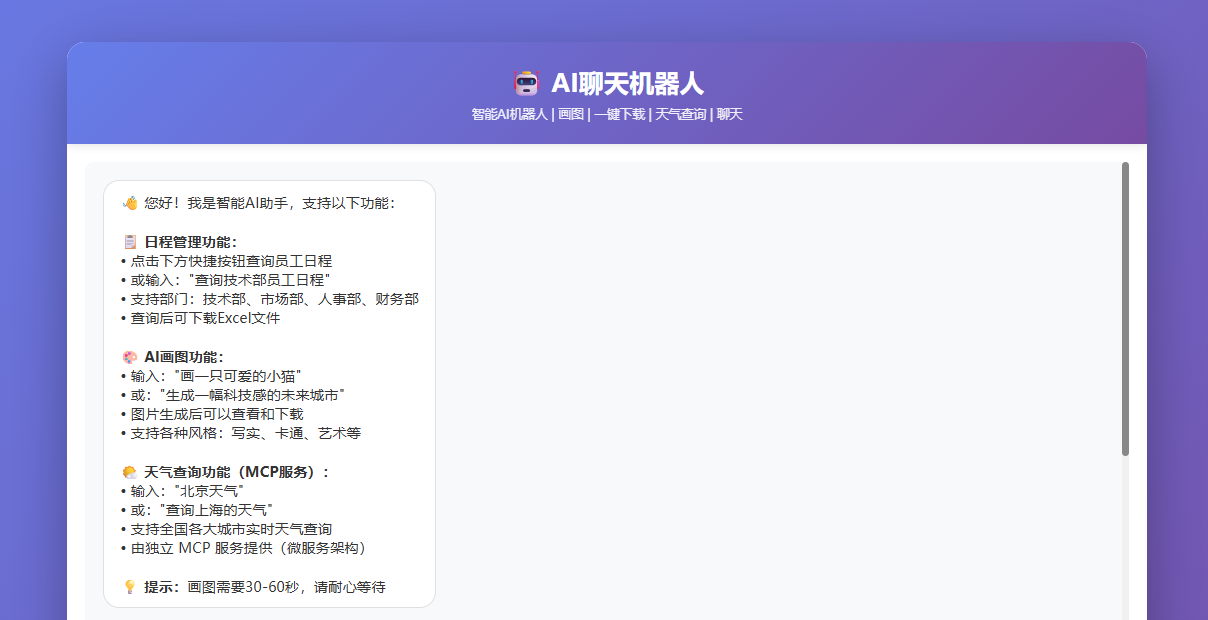 🤖 AI聊天机器人
智能AI机器人 | 画图 | 一键下载 | 天气查询 | 聊天
👋 您好！我是智能AI助手，支持以下功能：
📋 日程管理功能：
• 点击下方快捷按钮查询员工日程
• 或输入："查询技术部员工日程"
• 支持部门：技术部、市场部、人事部、财务部
• 查询后可下载Excel文件
🎨 AI画图功能：
• 输入："画一只可爱的小猫"
• 或："生成一幅科技感的未来城市"
• 图片生成后可以查看和下载
• 支持各种风格：写实、卡通、艺术等
🌤️ 天气查询功能（MCP服务）：
• 输入："北京天气"
• 或："查询上海的天气"
• 支持全国各大城市实时天气查询
• 由独立 MCP 服务提供（微服务架构）
💡 提示：画图需要30-60秒，请耐心等待